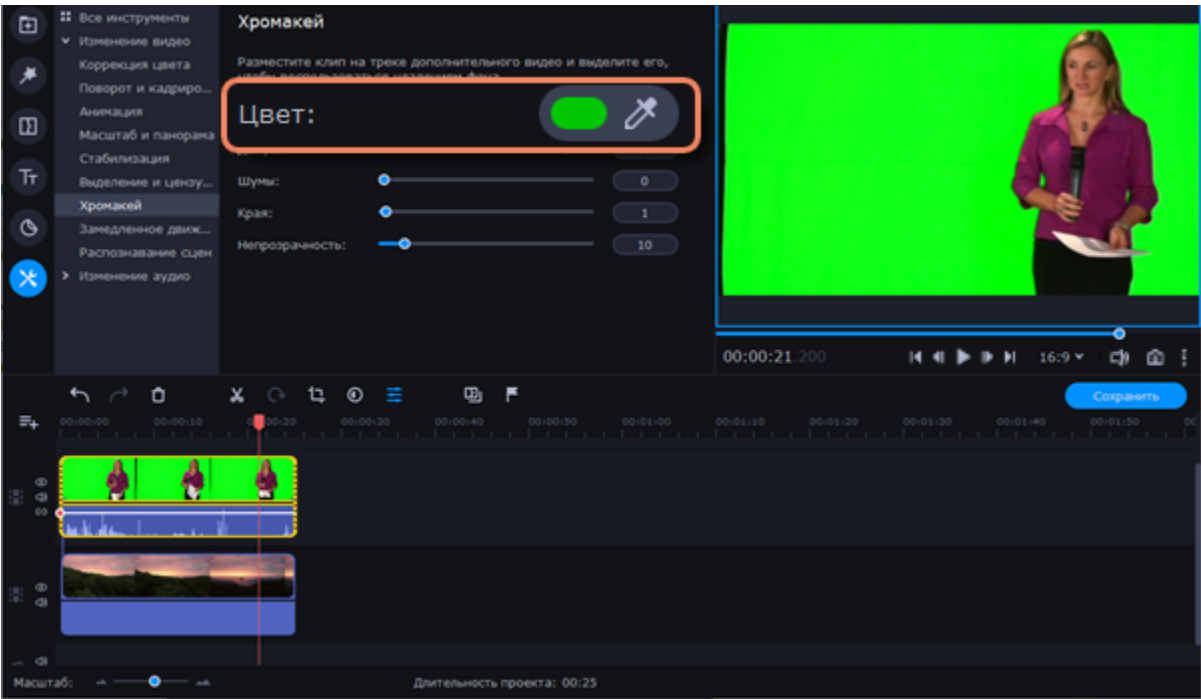 Все инструменты
Изменение видео
Коррекция цвета
Поворот и кадриро...
Анимация
Масштаб и панорама
Стабилизация
Выделение и цензу...
Хромакей
Замедленное движ...
Распознавание сцен
Изменение аудио
Хромакей
Разместите клип на треке дополнительного видео и выделите его,
чтобы воспользоваться удалением фона.
Цвет:
Шумы:
0
Края:
1
Непрозрачность:
10
00:00:21.200
16:9
Сохранить
00:00:00 00:00:10 00:00:20 00:00:30 00:00:40 00:00:50 00:01:00 00:01:10 00:01:20 00:01:30 00:01:40 00:01:50
Масштаб:
Длительность проекта: 00:25